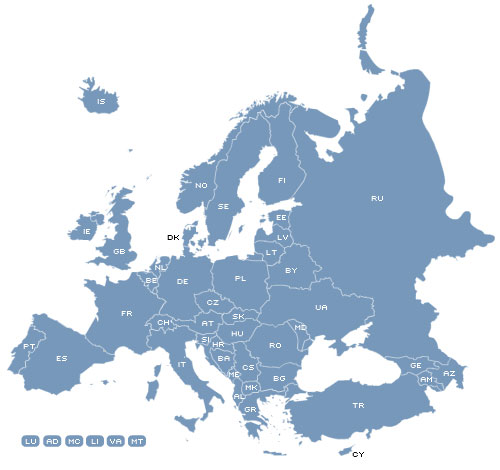 IS
NO
FI
SE
RU
EE
LV
DK
IE
LT
GB
NL
BY
BE
DE
PL
CZ
UA
FR
SK
CH
AT
MD
HU
SI
HR
RO
PT
ES
IT
BA
CS
GE
ME
BG
AZ
AM
MK
AL
TR
GR
LU AD MC LI VA MT
CY